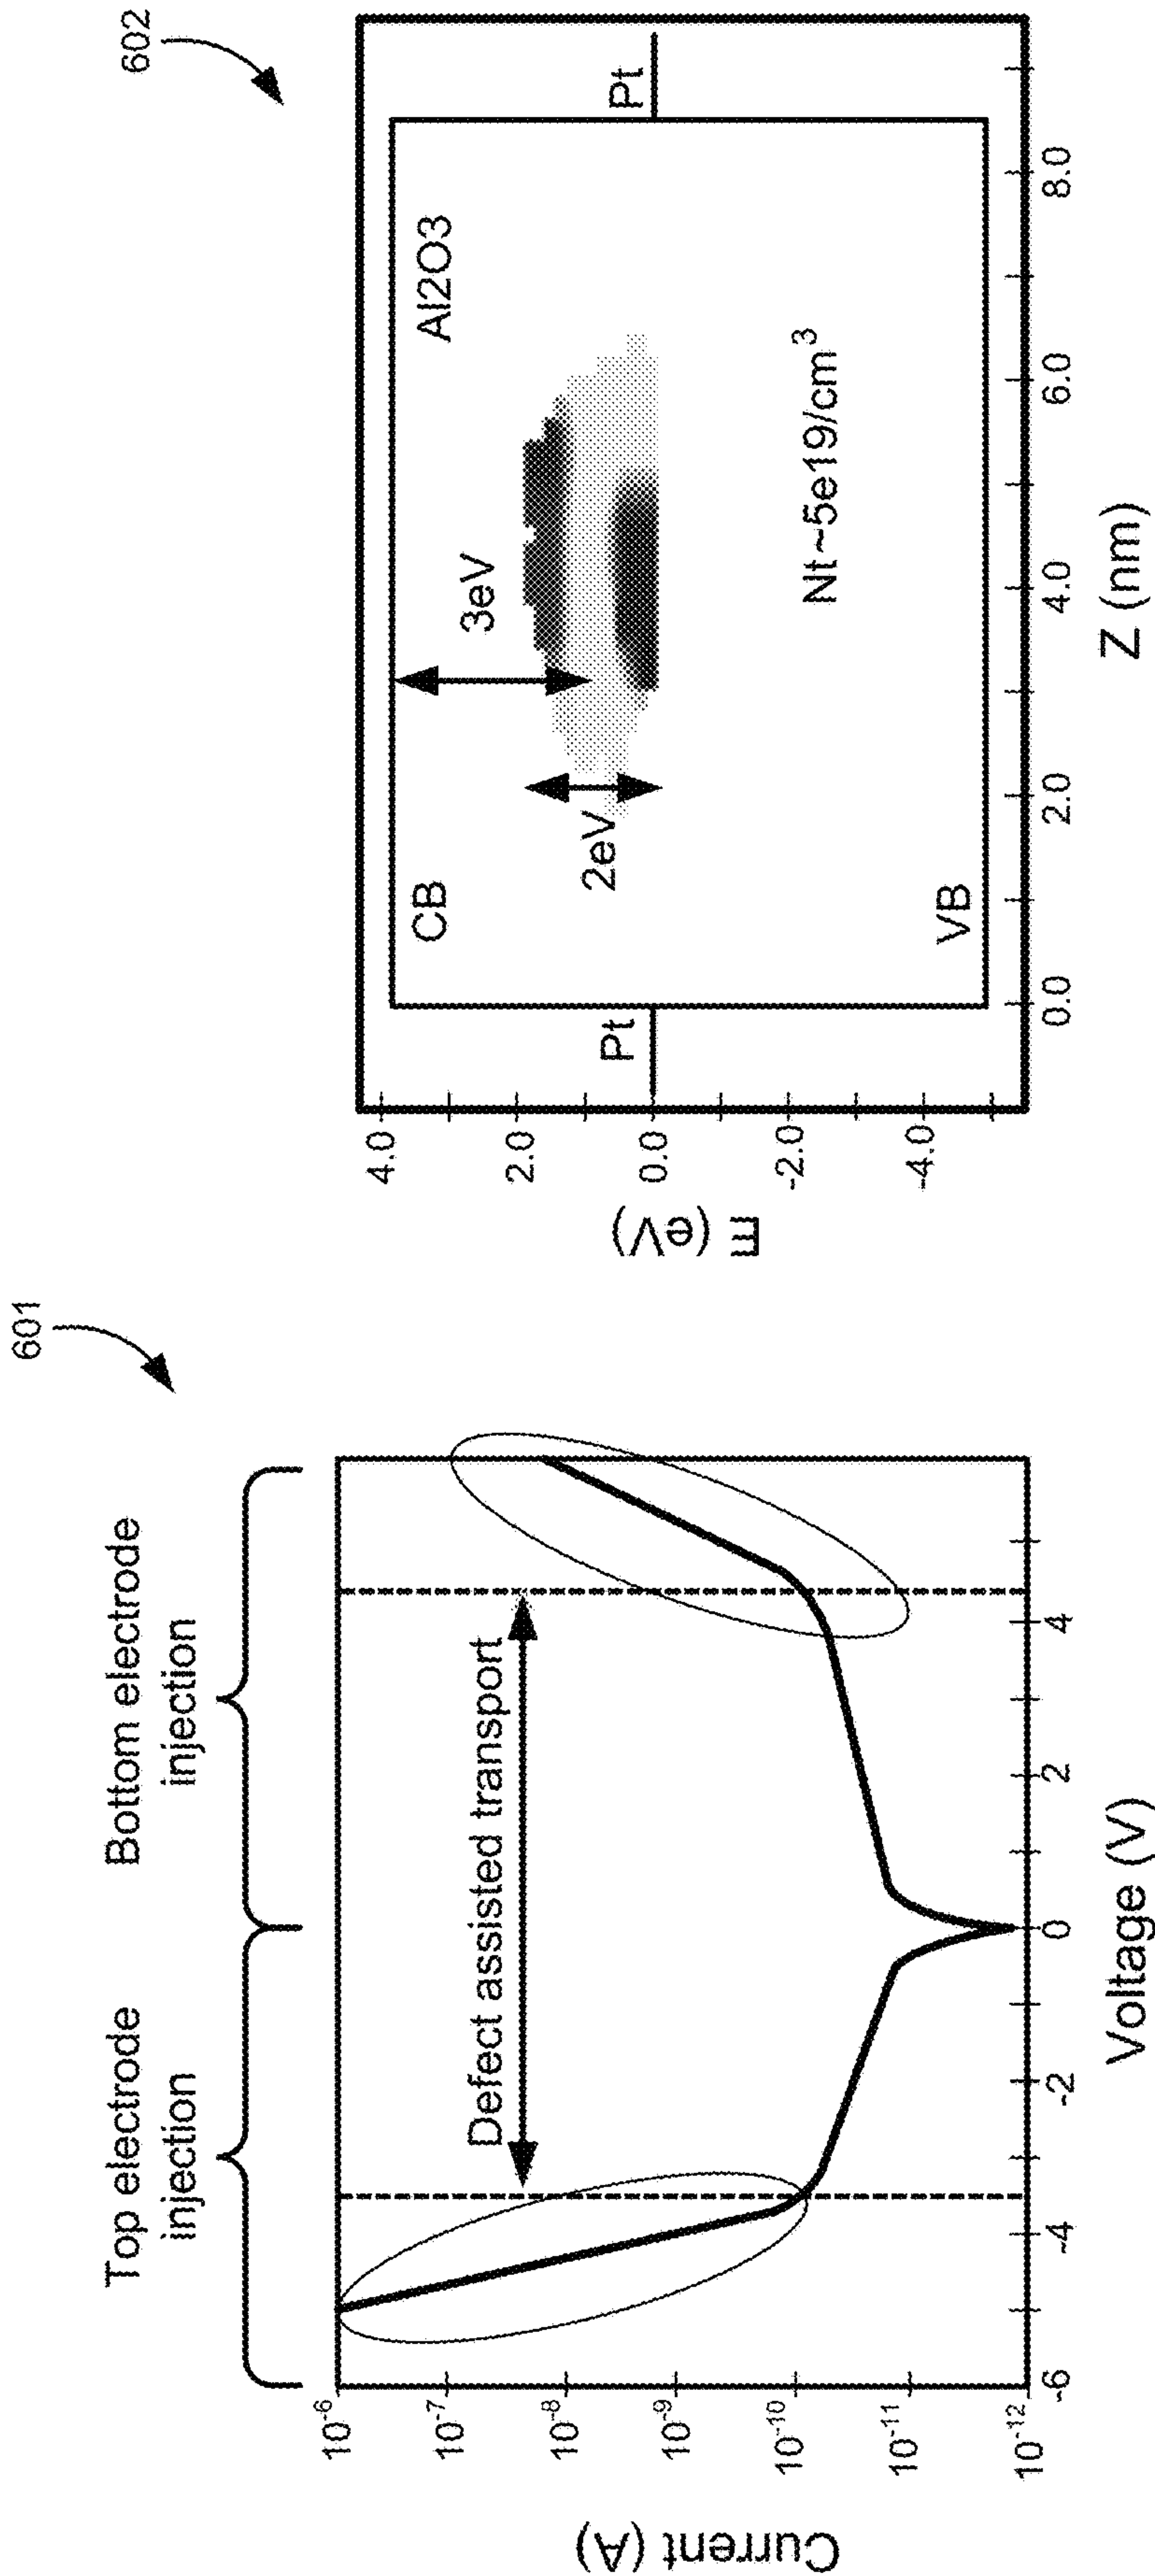 601
Top electrode
injection
Bottom electrode
injection
Defect assisted transport
Current (A)
10-6
10-7
10-8
10-9
10-10
10-11
10-12
-6
-4
-2
0
2
4
Voltage (V)
602
E (eV)
4.0
2.0
0.0
-2.0
-4.0
CB
Al2O3
3eV
2eV
Pt
Pt
Nt~5e19/cm3
VB
0.0
2.0
4.0
6.0
8.0
Z (nm)